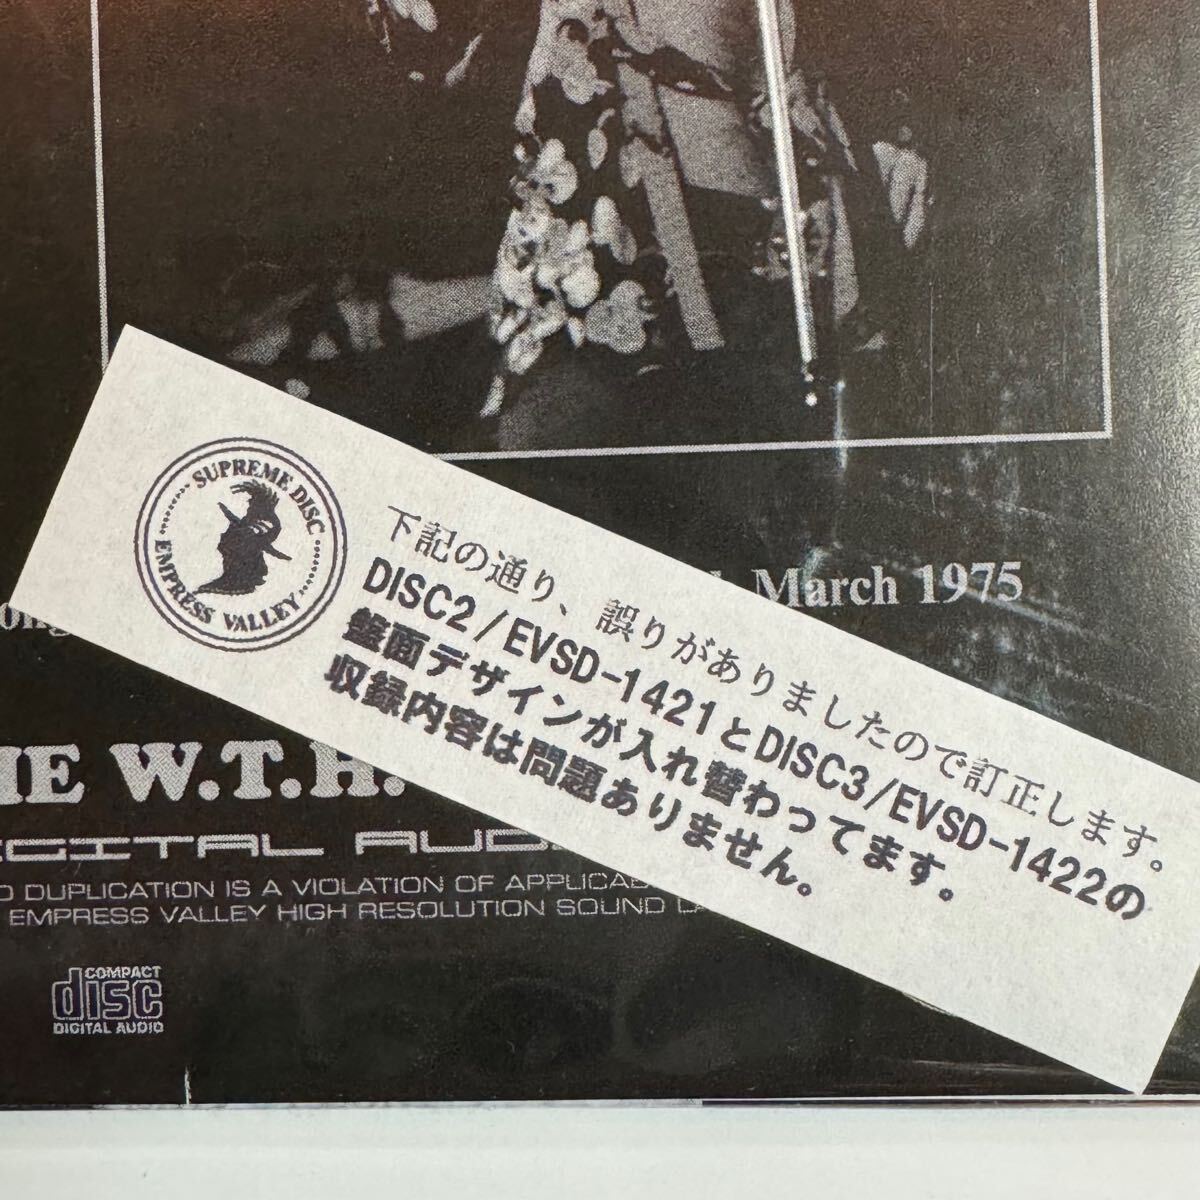 SUPREME DISC
EMPRESS VALLEY
下記の通り、誤りがありましたので訂正します。
DISC2/EVSD-1421とDISC3/EVSD-1422の
盤面デザインが入れ替わってます。
収録内容は問題ありません。
March 1975
W.T.H.
DUPLICATION IS A VIOLATION OF
EMPRESS VALLEY HIGH RESOLUTION SOUND
COMPACT
disc
DIGITAL AUDIO